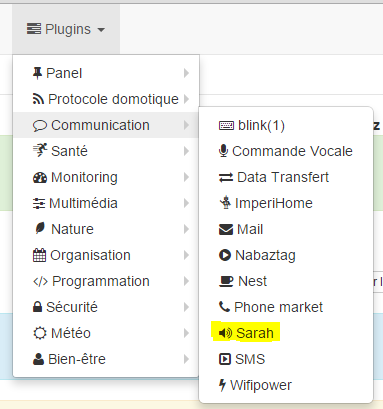 Plugins
Panel
Protocole domotique
Communication
Santé
Monitoring
Multimédia
Nature
Organisation
Programmation
Sécurité
Météo
Bien-être
blink(1)
Commande Vocale
Data Transfert
ImperiHome
Mail
Nabaztag
Nest
Phone market
Sarah
SMS
Wifipower
z